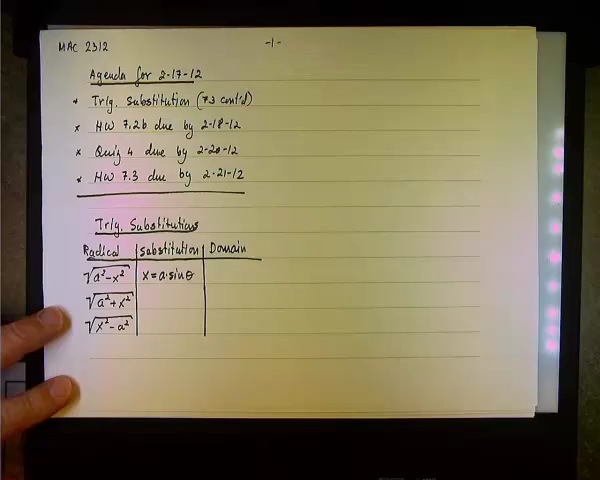 MAC 2312 -1-
Agenda for 2-17-12
* Trig. Substitution (7.3 cont'd)
* HW 7.2b due by 2-18-12
* Quiz 4 due by 2-20-12
* HW 7.3 due by 2-21-12
Trig. Substitutions
Radical | Substitution | Domain
√(a²-x²) | x=a·sinθ
√(a²+x²)
√(x²-a²)